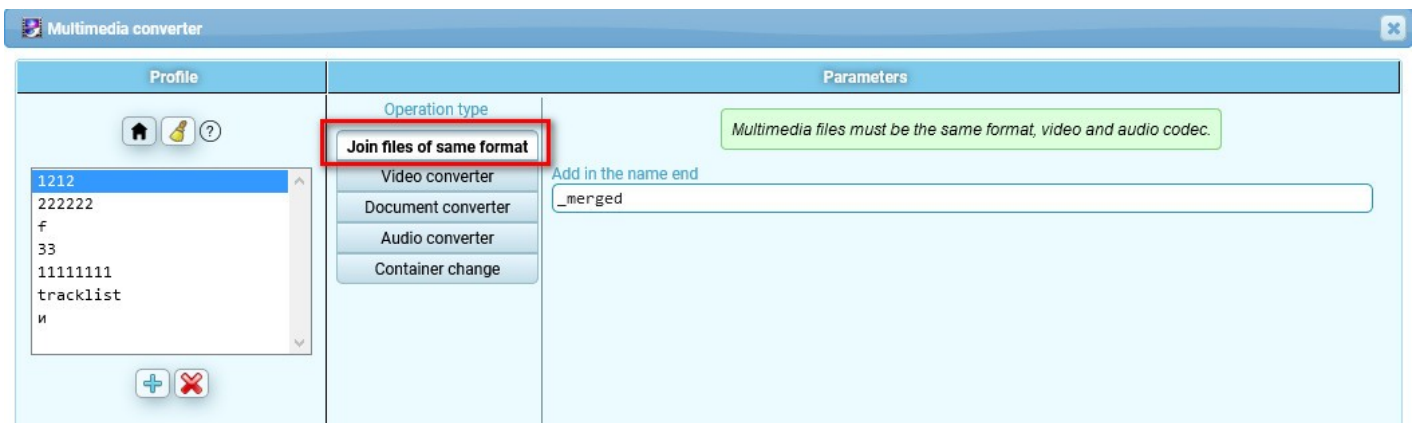 Multimedia converter
Profile
Parameters
?
1212
222222
f
33
11111111
tracklist
и
Operation type
Join files of same format
Video converter
Document converter
Audio converter
Container change
Multimedia files must be the same format, video and audio codec.
Add in the name end
_merged